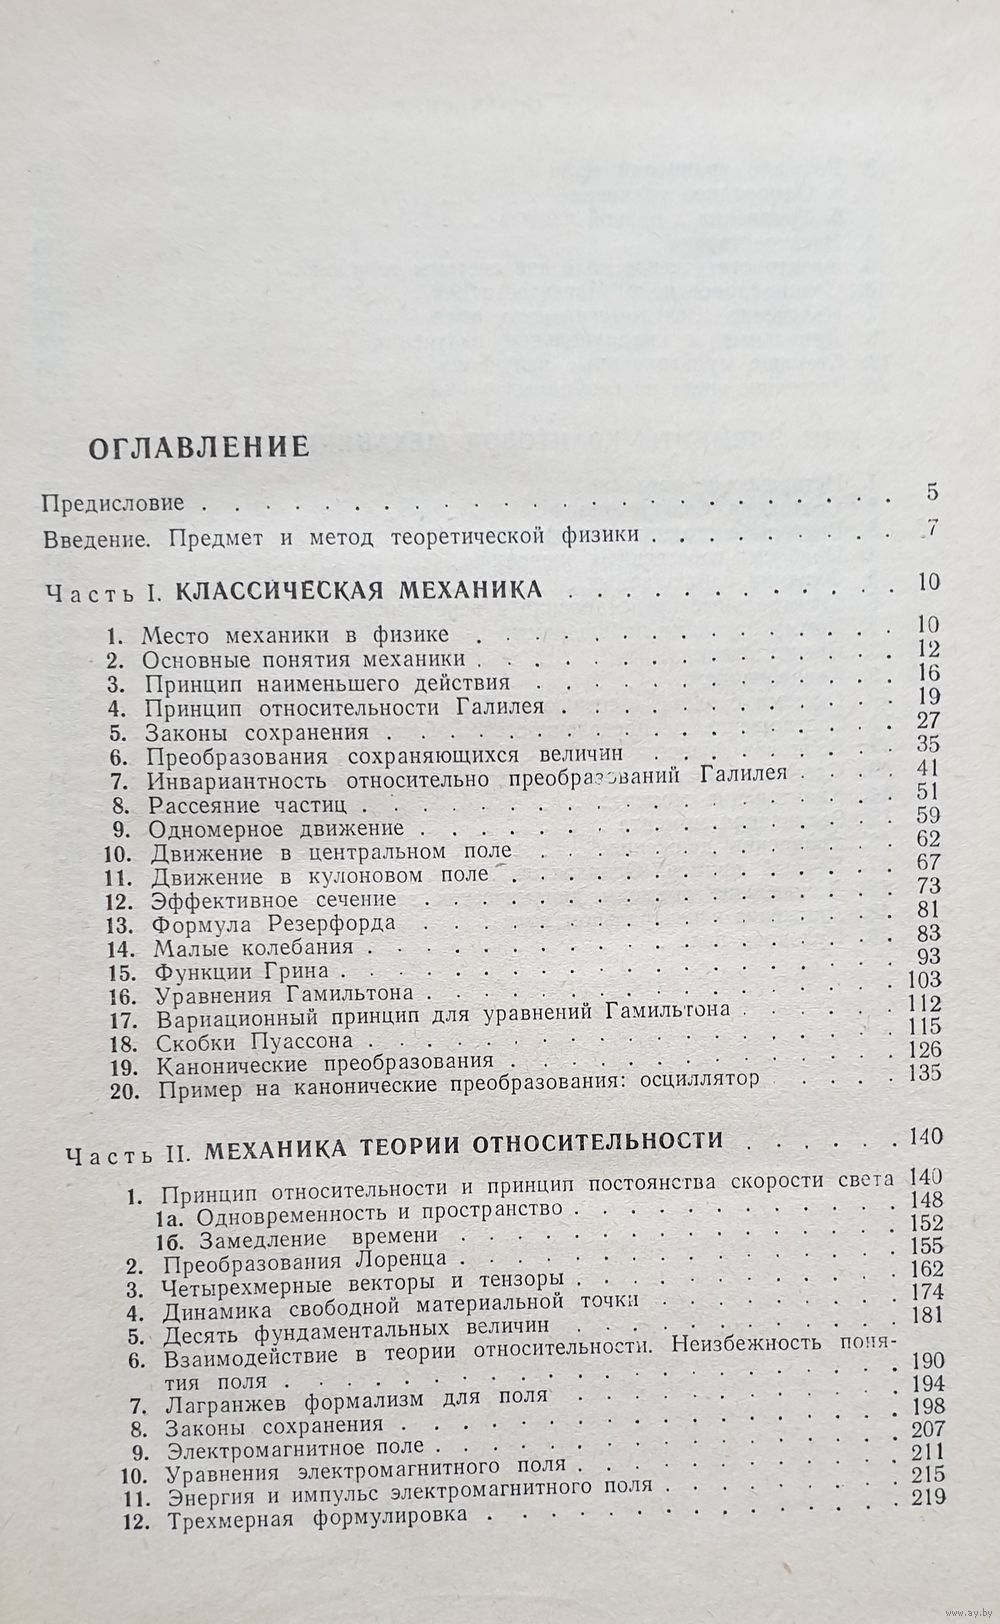 ОГЛАВЛЕНИЕ
Предисловие . . . . . . . . . . . . . . . . . . . . . . . . 5
Введение. Предмет и метод теоретической физики . . . . . . . . . 7
Часть I. КЛАССИЧЕСКАЯ МЕХАНИКА . . . . . . . . . . . . 10
1. Место механики в физике . . . . . . . . . . . . . . . 10
2. Основные понятия механики . . . . . . . . . . . . . . . 12
3. Принцип наименьшего действия . . . . . . . . . . . . . 16
4. Принцип относительности Галилея . . . . . . . . . . . . 19
5. Законы сохранения . . . . . . . . . . . . . . . . . . 27
6. Преобразования сохраняющихся величин . . . . . . . . . 35
7. Инвариантность относительно преобразований Галилея . . . . 41
8. Рассеяние частиц . . . . . . . . . . . . . . . . . . . 51
9. Одномерное движение . . . . . . . . . . . . . . . . . 59
10. Движение в центральном поле . . . . . . . . . . . . . 62
11. Движение в кулоновом поле . . . . . . . . . . . . . . 67
12. Эффективное сечение . . . . . . . . . . . . . . . . . 73
13. Формула Резерфорда . . . . . . . . . . . . . . . . . 81
14. Малые колебания . . . . . . . . . . . . . . . . . . . 83
15. Функции Грина . . . . . . . . . . . . . . . . . . . . 93
16. Уравнения Гамильтона . . . . . . . . . . . . . . . . . 103
17. Вариационный принцип для уравнений Гамильтона . . . . . . 112
18. Скобки Пуассона . . . . . . . . . . . . . . . . . . . 115
19. Канонические преобразования . . . . . . . . . . . . . . 126
20. Пример на канонические преобразования: осциллятор . . . . . 135
Часть II. МЕХАНИКА ТЕОРИИ ОТНОСИТЕЛЬНОСТИ . . . . . . 140
1. Принцип относительности и принцип постоянства скорости света 140
1а. Одновременность и пространство . . . . . . . . . . . . 148
1б. Замедление времени . . . . . . . . . . . . . . . . 152
2. Преобразования Лоренца . . . . . . . . . . . . . . . . 155
3. Четырехмерные векторы и тензоры . . . . . . . . . . . . 162
4. Динамика свободной материальной точки . . . . . . . . . 174
5. Десять фундаментальных величин . . . . . . . . . . . . 181
6. Взаимодействие в теории относительности. Неизбежность поня-
тия поля . . . . . . . . . . . . . . . . . . . . . . 190
7. Лагранжев формализм для поля . . . . . . . . . . . . 194
8. Законы сохранения . . . . . . . . . . . . . . . . . . 198
9. Электромагнитное поле . . . . . . . . . . . . . . . . 207
10. Уравнения электромагнитного поля . . . . . . . . . . . . 211
11. Энергия и импульс электромагнитного поля . . . . . . . . 215
12. Трехмерная формулировка . . . . . . . . . . . . . . . 219
www.ay.by